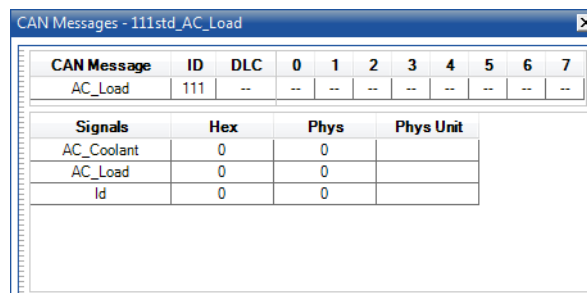 CAN Messages - 111std_AC_Load
CAN Message ID DLC 0 1 2 3 4 5 6 7
AC_Load 111 -- -- -- -- -- -- -- -- --
Signals Hex Phys Phys Unit
AC_Coolant 0 0
AC_Load 0 0
Id 0 0